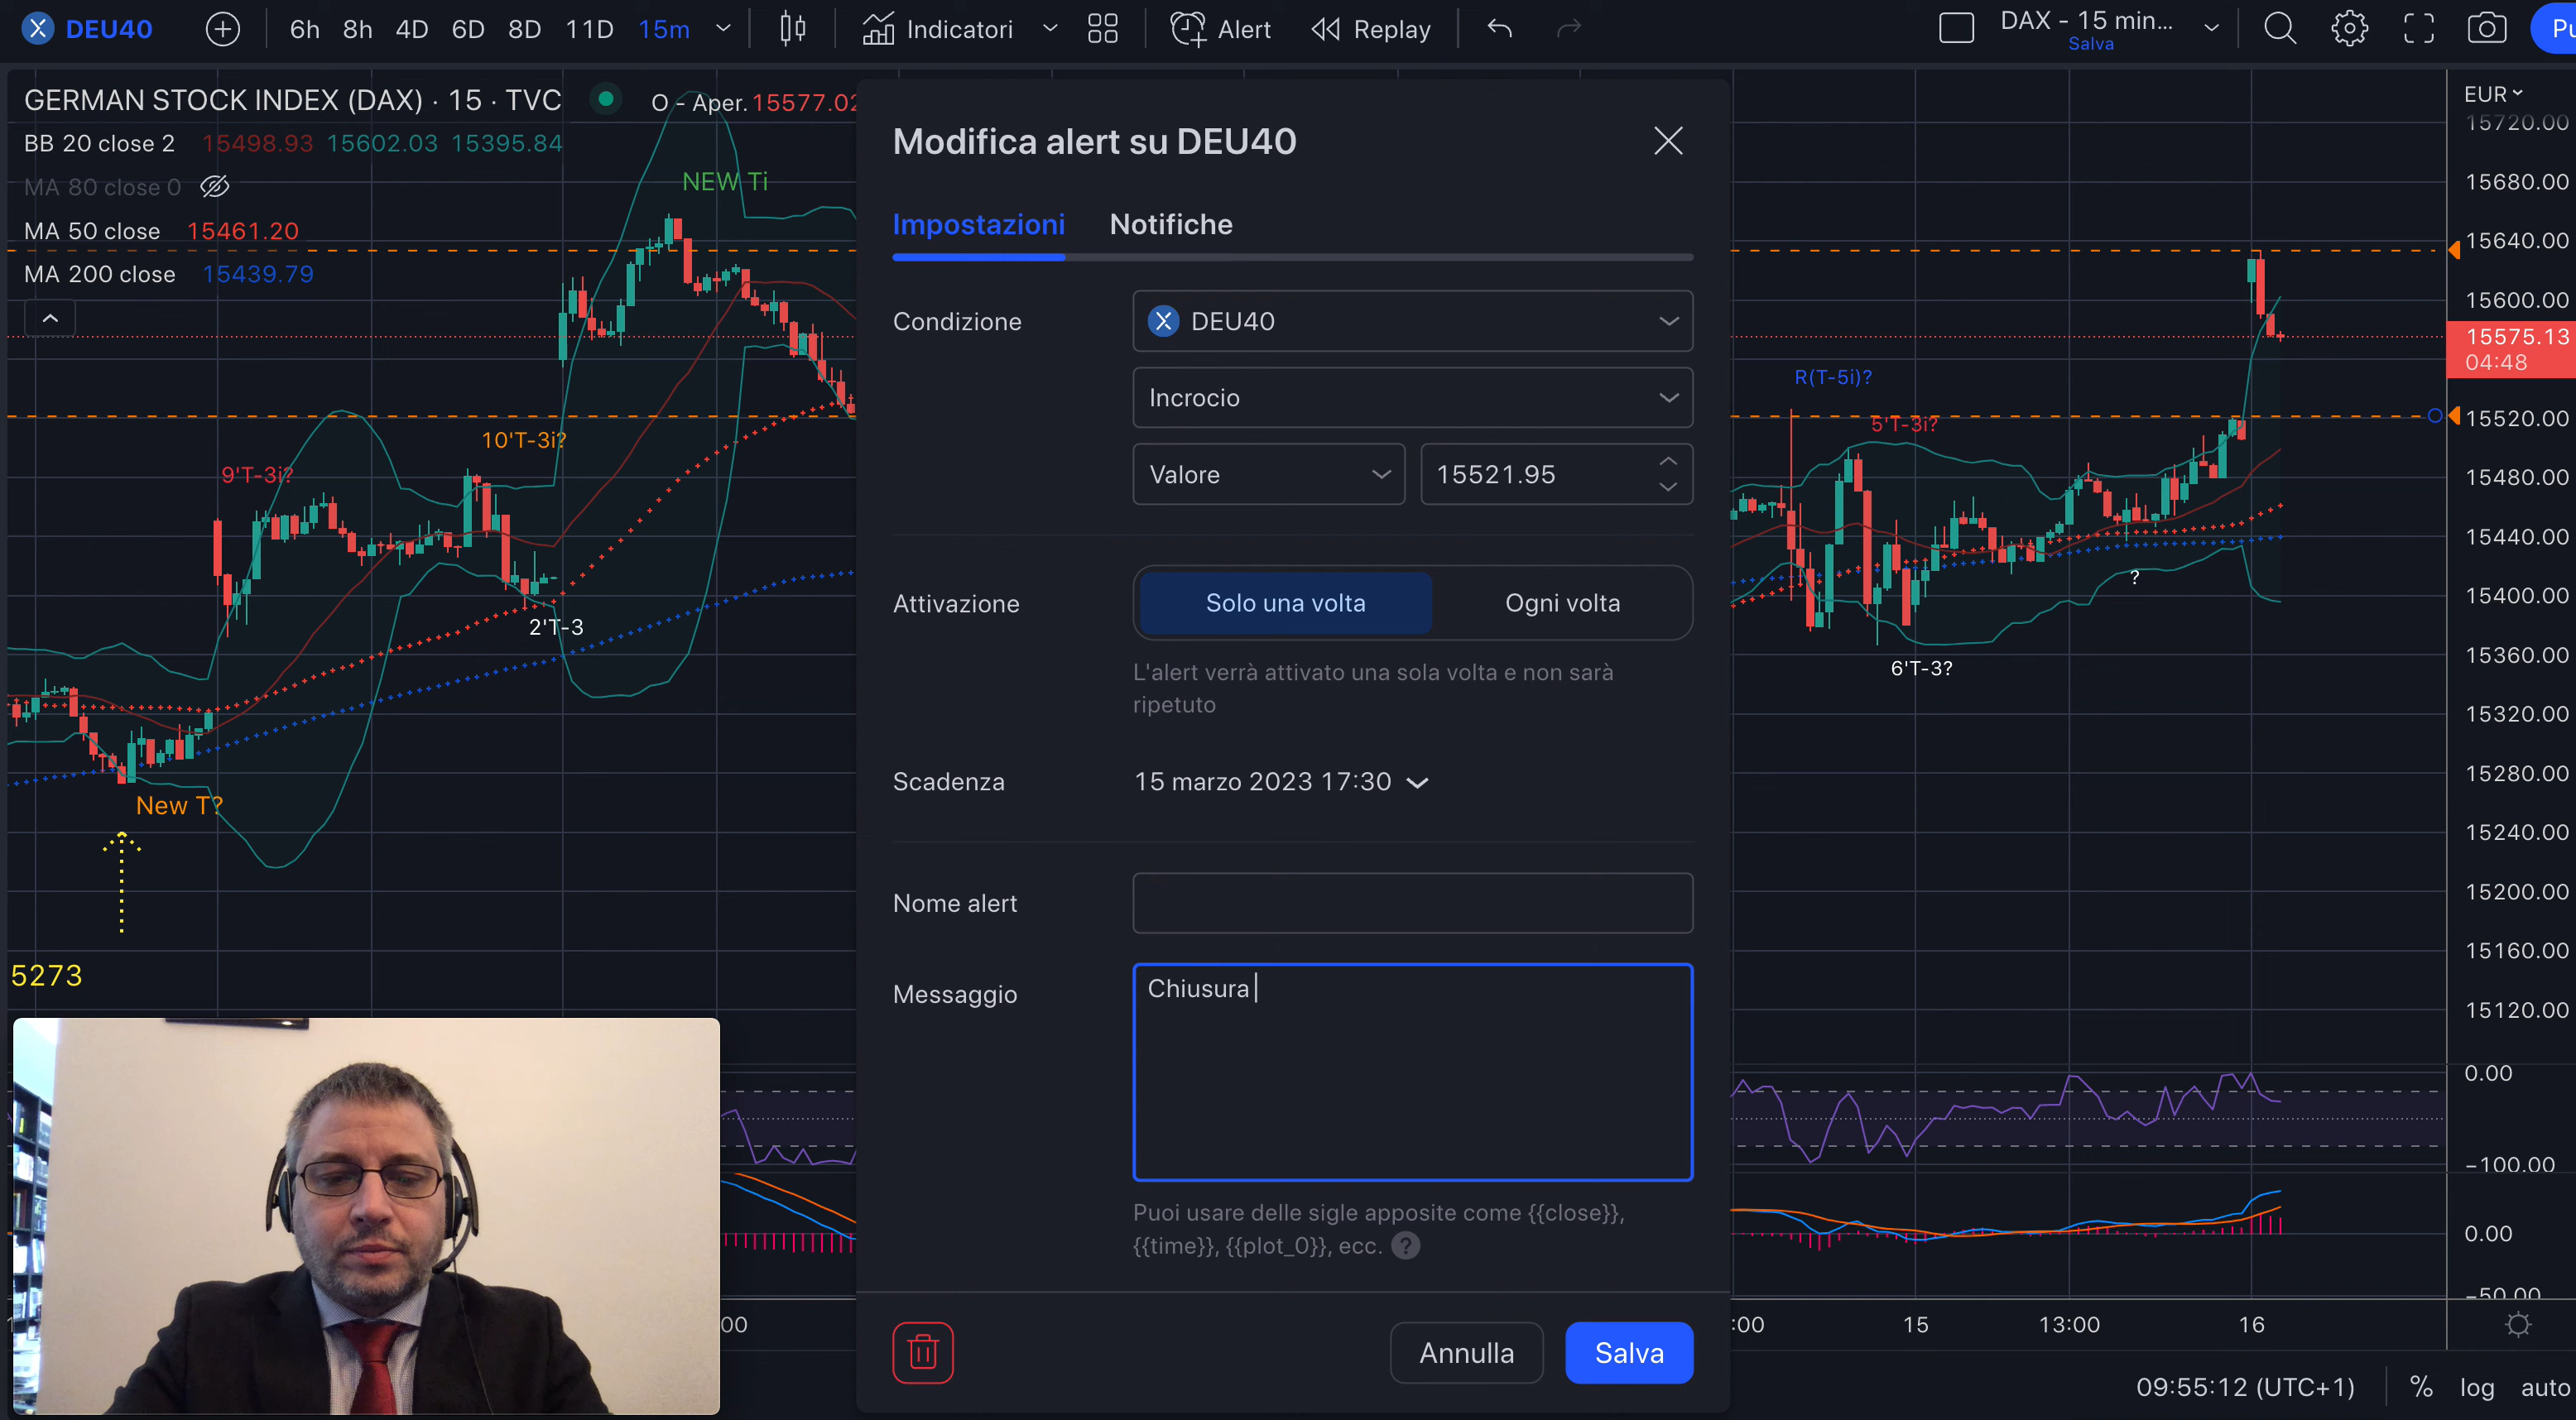 DEU40 6h 8h 4D 6D 8D 11D 15m Indicatori Alert Replay DAX - 15 min... Pu
Salva
GERMAN STOCK INDEX (DAX) · 15 · TVC O - Aper. 15577.02
BB 20 close 2 15498.93 15602.03 15395.84
MA 80 close 0
MA 50 close 15461.20
MA 200 close 15439.79
NEW Ti
10'T-3i?
9'T-3i?
2'T-3
New T?
5273
00
Modifica alert su DEU40
Impostazioni Notifiche
Condizione DEU40
Incrocio
Valore 15521.95
Attivazione Solo una volta Ogni volta
L'alert verrà attivato una sola volta e non sarà
ripetuto
Scadenza 15 marzo 2023 17:30
Nome alert
Messaggio Chiusura
Puoi usare delle sigle apposite come {{close}},
{{time}}, {{plot_0}}, ecc. ?
Annulla Salva
R(T-5i)?
5'T-3i?
?
6'T-3?
EUR
15720.00
15680.00
15640.00
15600.00
15575.13
04:48
15520.00
15480.00
15440.00
15400.00
15360.00
15320.00
15280.00
15240.00
15200.00
15160.00
15120.00
0.00
−100.00
0.00
−50.00
:00 15 13:00 16
09:55:12 (UTC+1) % log auto